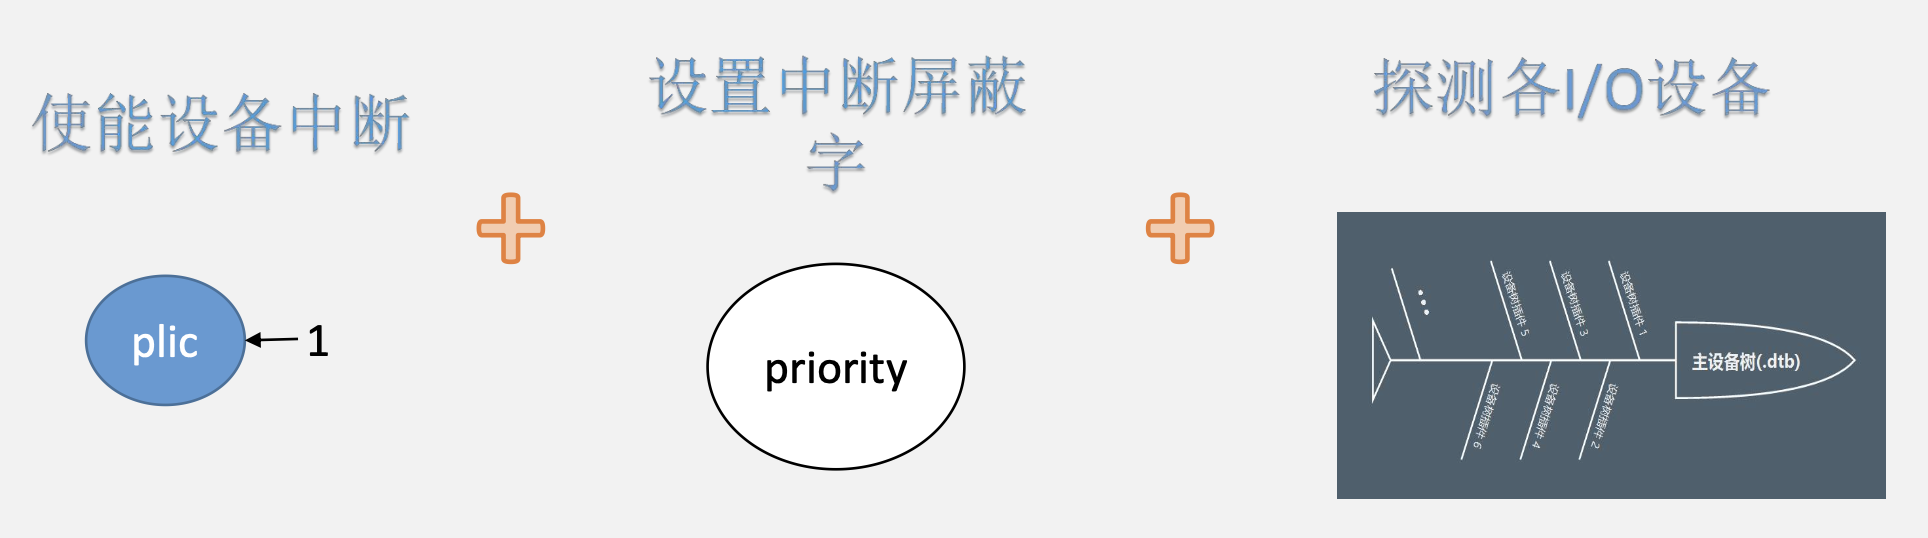 使能设备中断
设置中断屏蔽
字
探测各I/O设备
plic
1
priority
设备树插件 5
设备树插件 3
设备树插件 1
主设备树(.dtb)
设备树插件 6
设备树插件 4
设备树插件 2